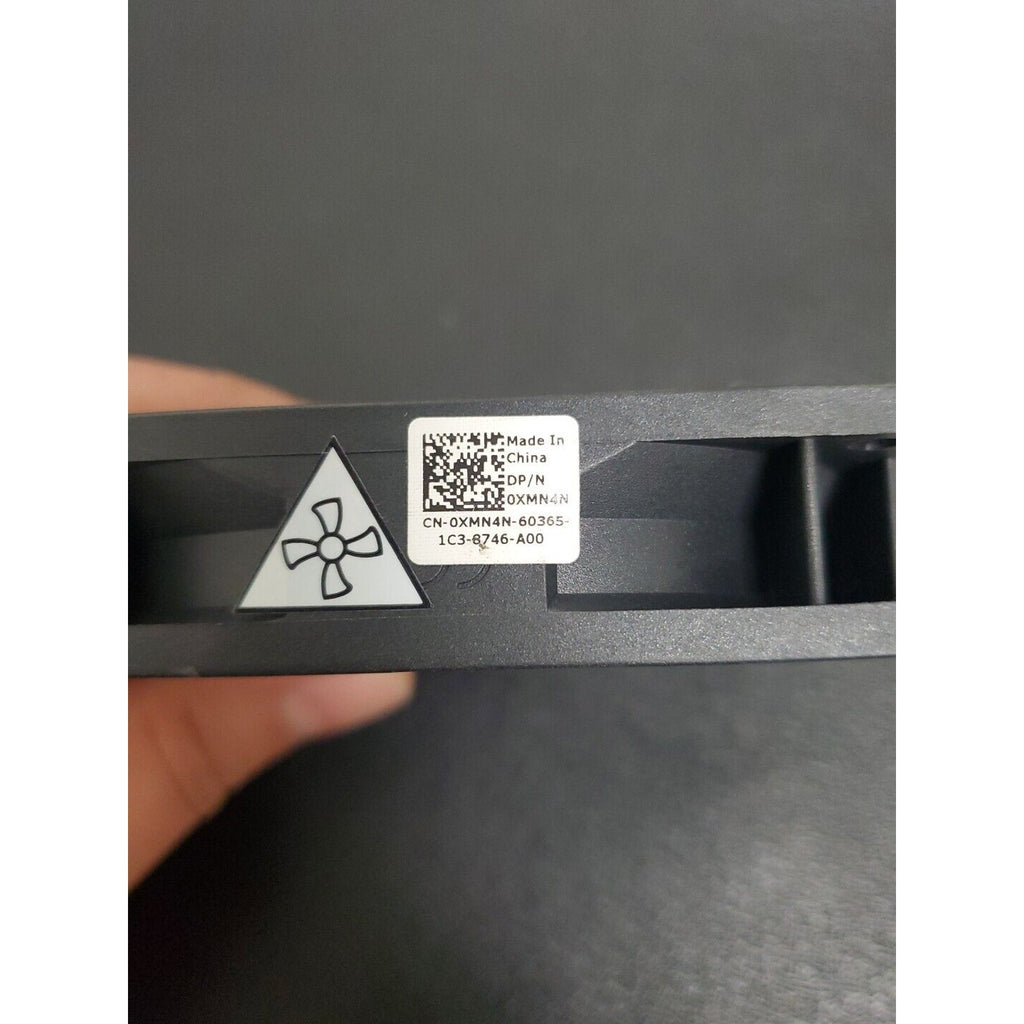 Made In
China
DP/N
0XMN4N
CN-0XMN4N-60365-
1C3-8746-A00